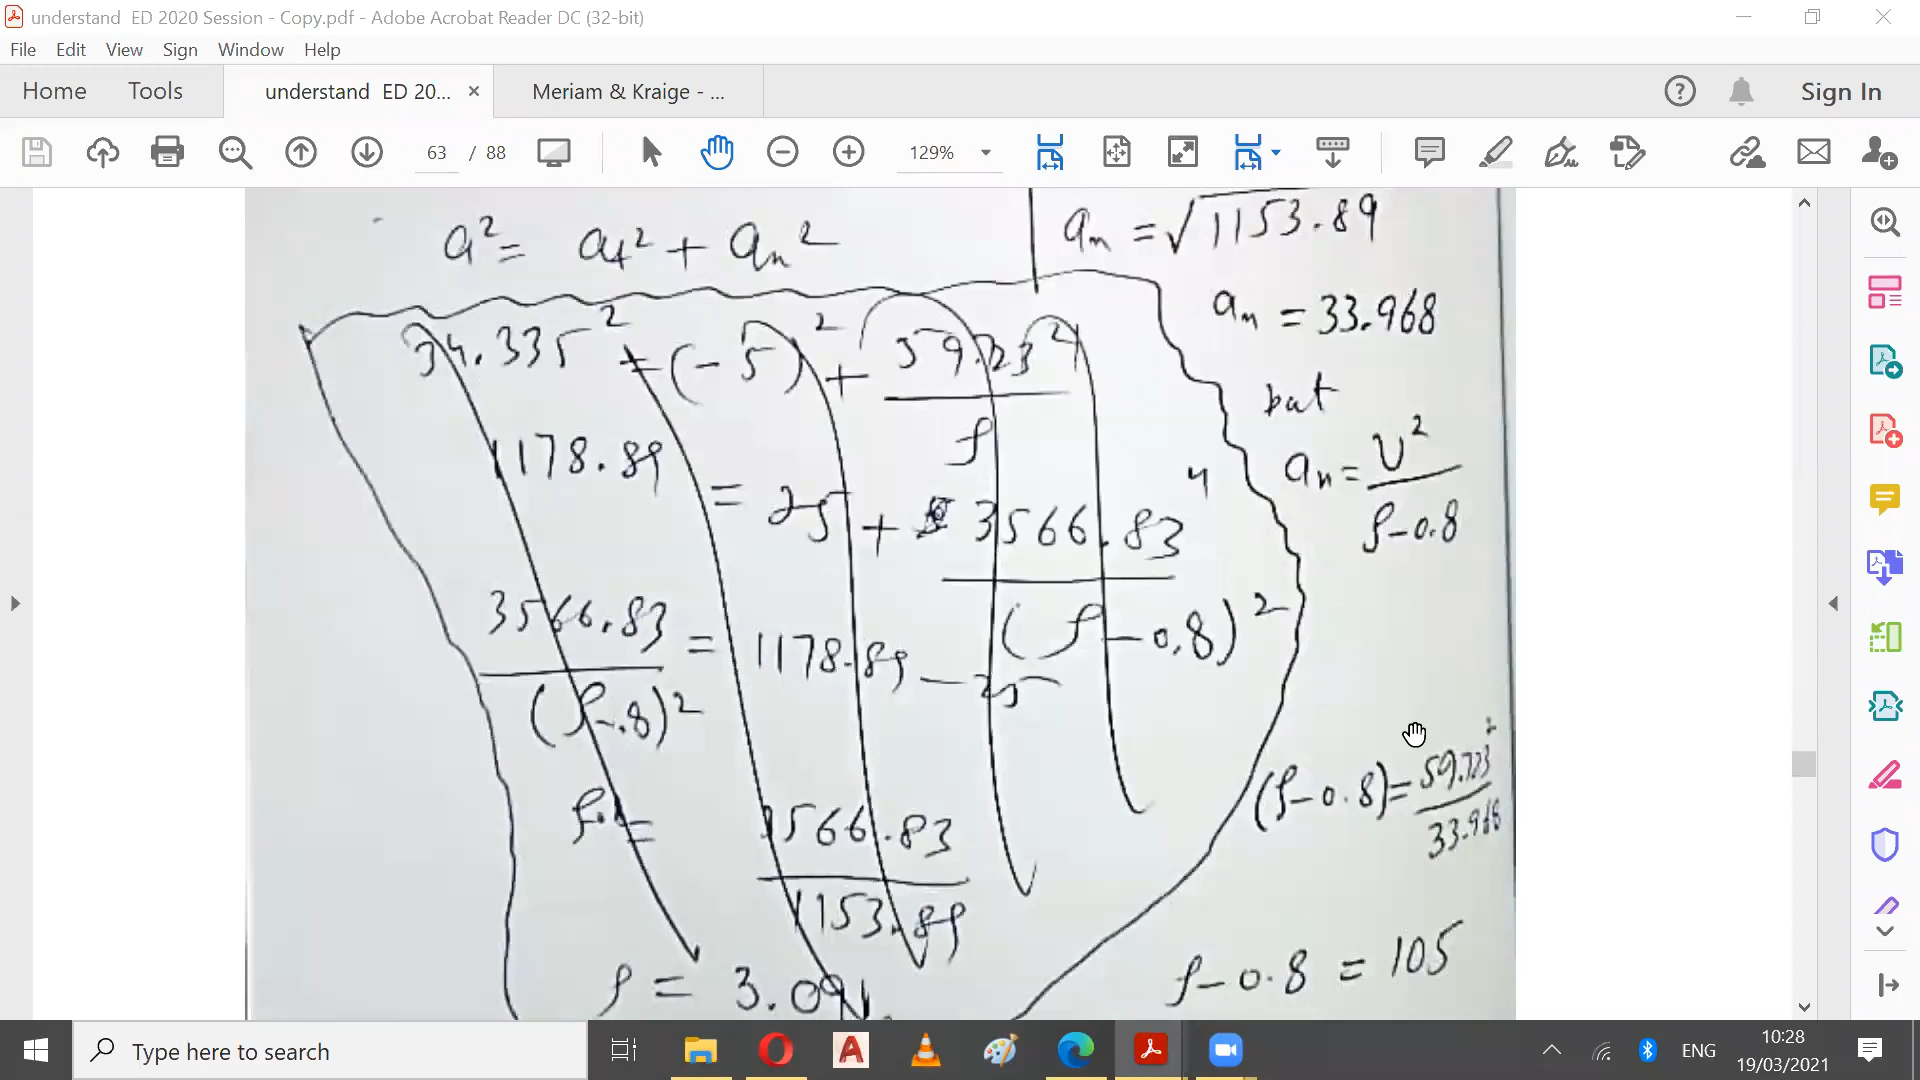 understand ED 2020 Session - Copy.pdf - Adobe Acrobat Reader DC (32-bit)
File Edit View Sign Window Help
Home Tools understand ED 20... × Meriam & Kraige - ... Sign In
63 / 88 129%
a² = at² + an²
34.335² = (-5)² + 59.723⁴
ρ
1178.89 = 25 + 3566.83
(ρ-0.8)²
3566.83 = 1178.89 - 25
(ρ-.8)²
ρ = 3566.83
1153.89
ρ = 3.091
an = √1153.89
an = 33.968
but
an = v²
ρ-0.8
(ρ-0.8) = 59.723²
33.968
ρ-0.8 = 105
Type here to search
ENG
10:28
19/03/2021